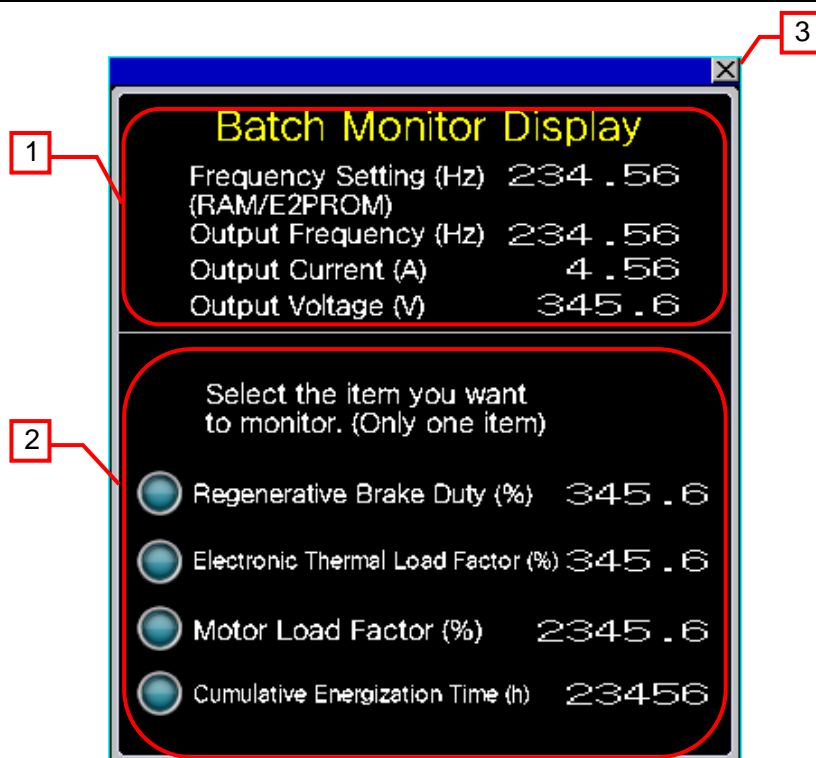 3
Batch Monitor Display
1
Frequency Setting (Hz) 234.56
(RAM/E2PROM)
Output Frequency (Hz) 234.56
Output Current (A) 4.56
Output Voltage (V) 345.6
Select the item you want
to monitor. (Only one item)
2
Regenerative Brake Duty (%) 345.6
Electronic Thermal Load Factor (%) 345.6
Motor Load Factor (%) 2345.6
Cumulative Energization Time (h) 23456